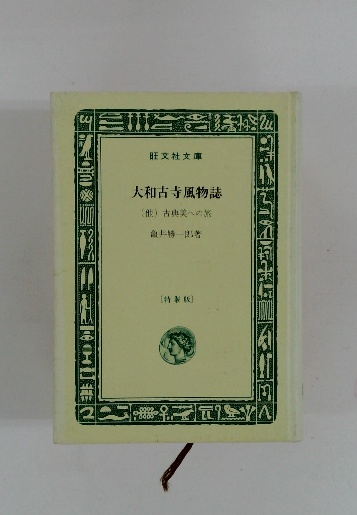 旺文社文庫
大和古寺風物誌
(他) 古典美への旅
亀井勝一郎著
[特製版]